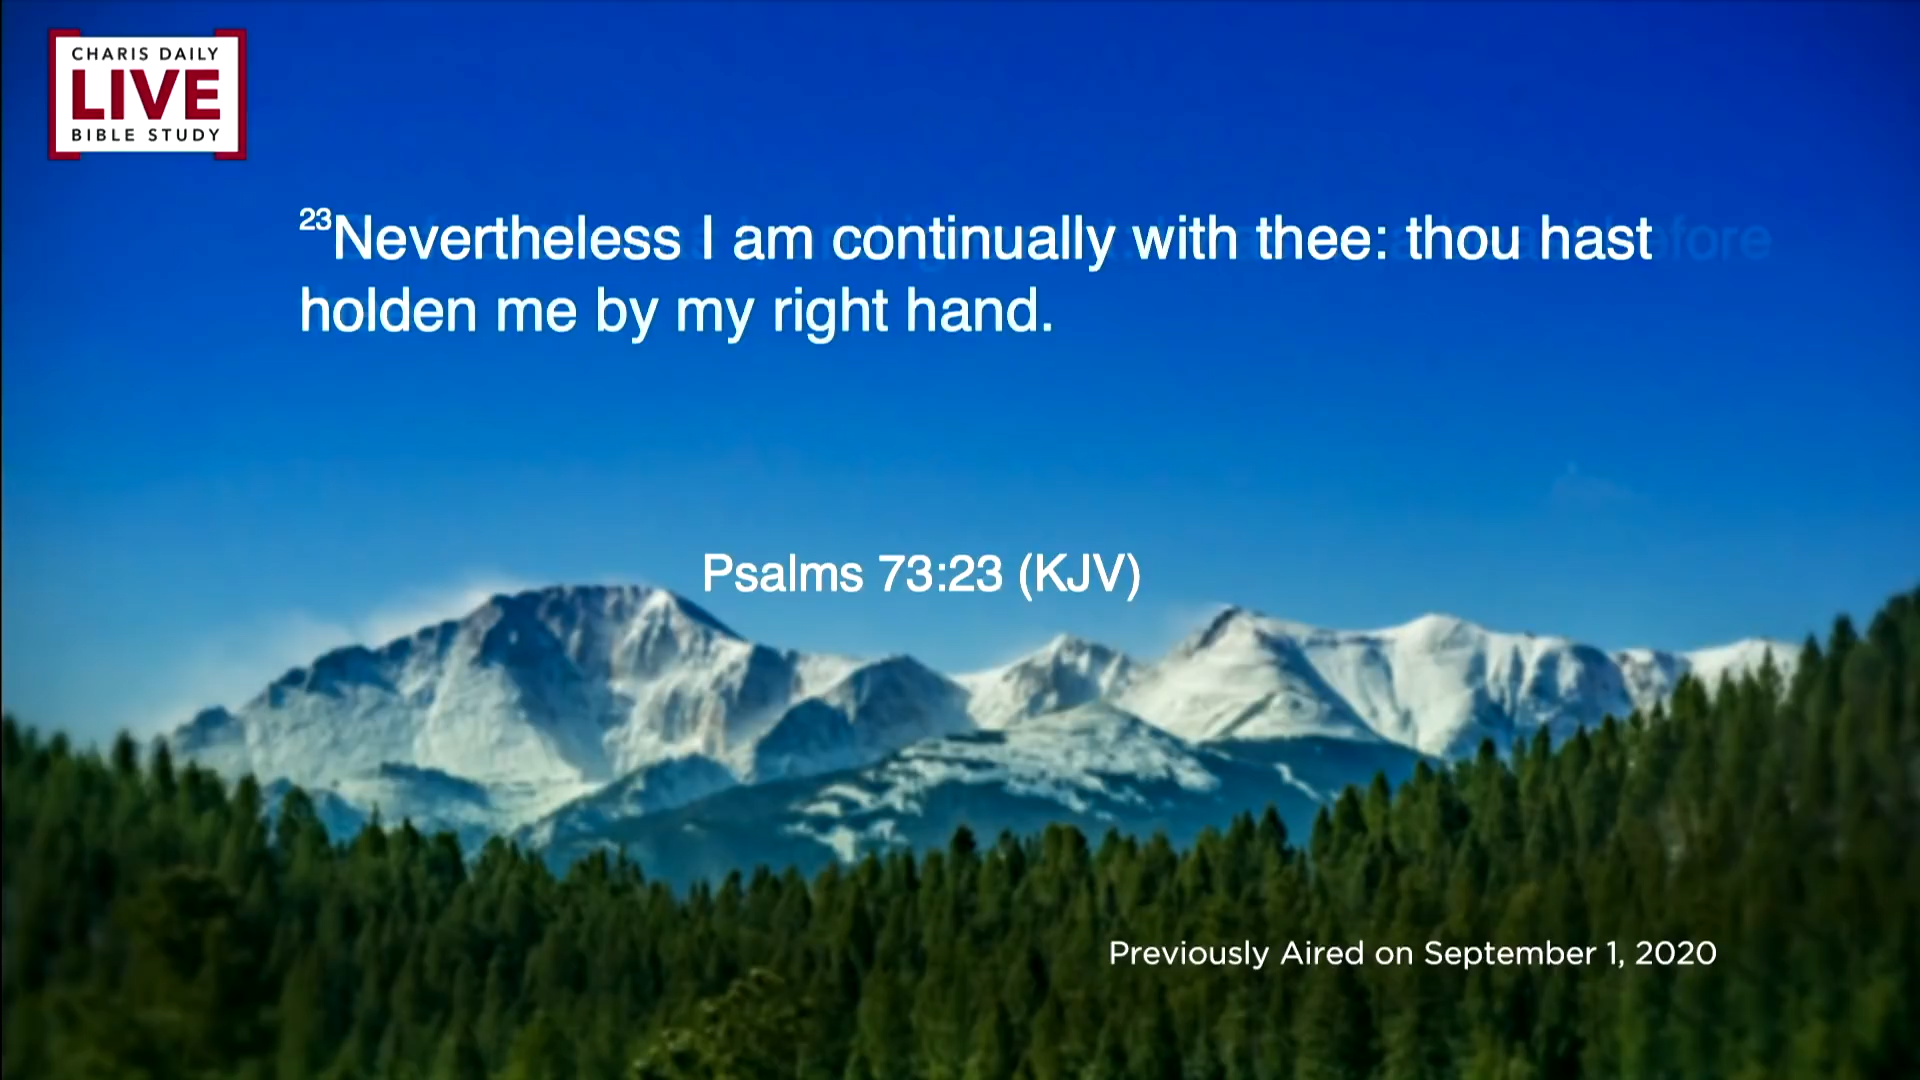 CHARIS DAILY
LIVE
BIBLE STUDY
23Nevertheless I am continually with thee: thou hast
holden me by my right hand.
Psalms 73:23 (KJV)
Previously Aired on September 1, 2020